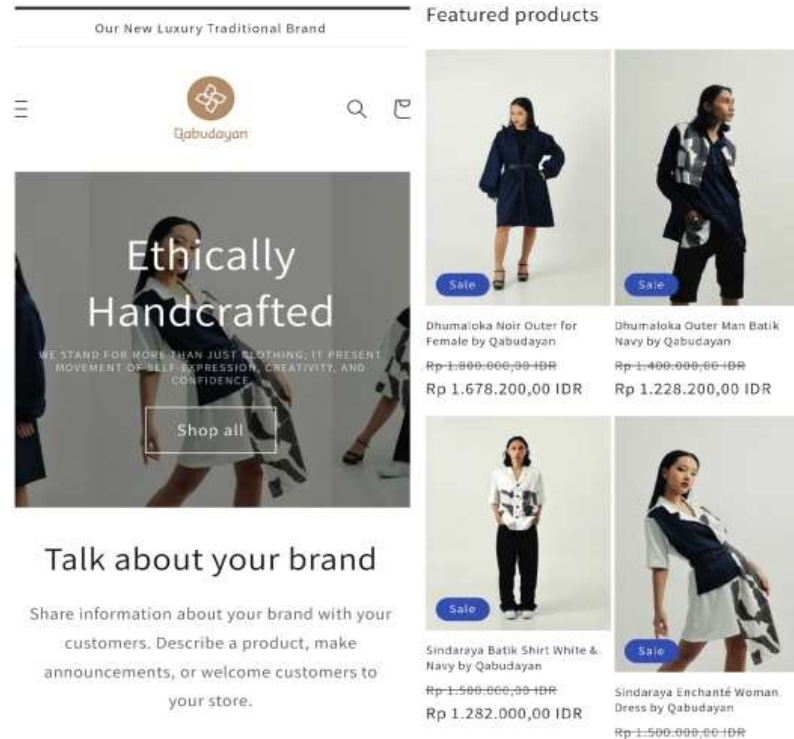 Our New Luxury Traditional Brand
Qabudayan
Ethically
Handcrafted
WE STAND FOR MORE THAN JUST CLOTHING; IT PRESENT
MOVEMENT OF SELF-EXPRESSION, CREATIVITY, AND
CONFIDENCE
Shop all
Talk about your brand
Share information about your brand with your
customers. Describe a product, make
announcements, or welcome customers to
your store.
Featured products
Sale
Sale
Dhumaloka Noir Outer for
Female by Qabudayan
Rp 1.800.000,00 IDR
Rp 1.678.200,00 IDR
Dhumaloka Outer Man Batik
Navy by Qabudayan
Rp 1.400.000,00 IDR
Rp 1.228.200,00 IDR
Sale
Sale
Sindaraya Batik Shirt White &
Navy by Qabudayan
Rp 1.500.000,00 IDR
Rp 1.282.000,00 IDR
Sindaraya Enchanté Woman
Dress by Qabudayan
Rp 1.500.000,00 IDR